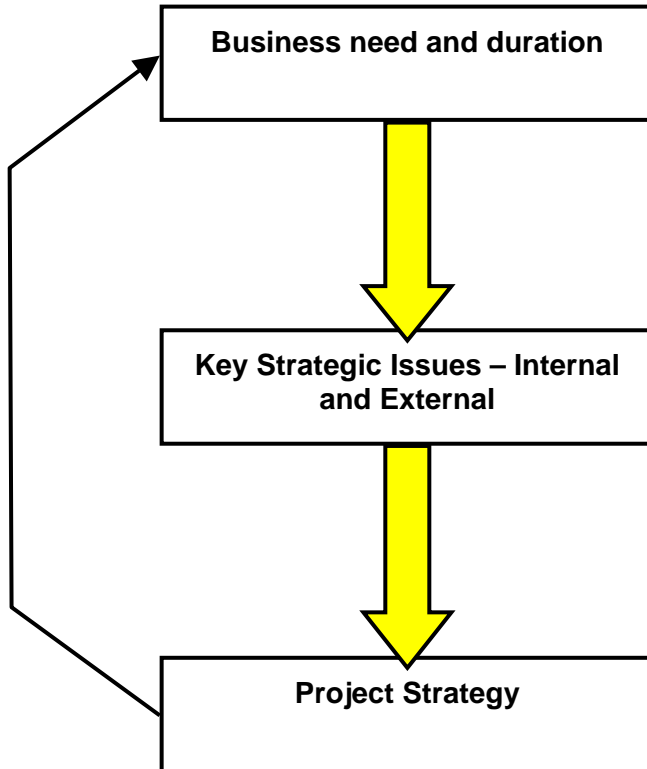 Business need and duration
Key Strategic Issues – Internal
and External
Project Strategy